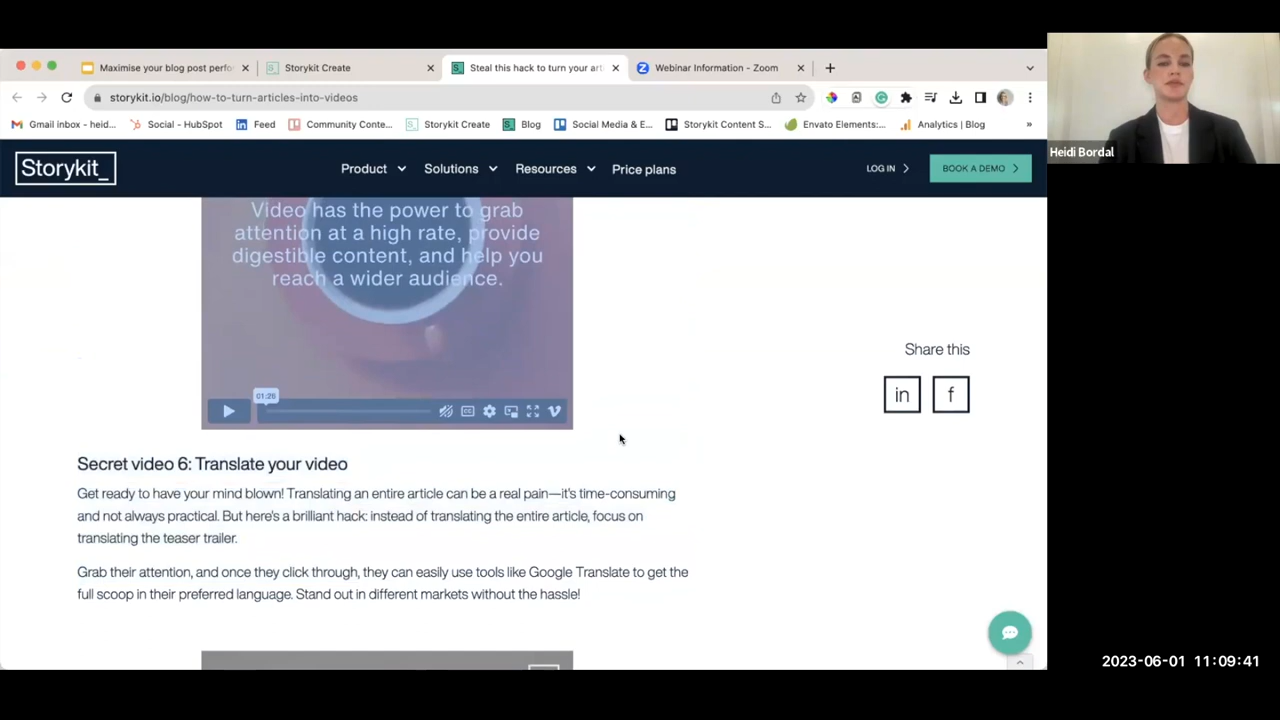 Maximise your blog post perfo
Storykit Create
Steal this hack to turn your arti
Webinar Information - Zoom
storykit.io/blog/how-to-turn-articles-into-videos
Gmail inbox - heid...
Social - HubSpot
Feed
Community Conte...
Storykit Create
Blog
Social Media & E...
Storykit Content S...
Envato Elements:...
Analytics | Blog
»
Storykit_
Product
Solutions
Resources
Price plans
LOG IN
BOOK A DEMO
Heidi Bordal
Video has the power to grab
attention at a high rate, provide
digestible content, and help you
reach a wider audience.
Share this
in
f
01:26
CC
Secret video 6: Translate your video
Get ready to have your mind blown! Translating an entire article can be a real pain—it's time-consuming
and not always practical. But here's a brilliant hack: instead of translating the entire article, focus on
translating the teaser trailer.
Grab their attention, and once they click through, they can easily use tools like Google Translate to get the
full scoop in their preferred language. Stand out in different markets without the hassle!
2023-06-01 11:09:41